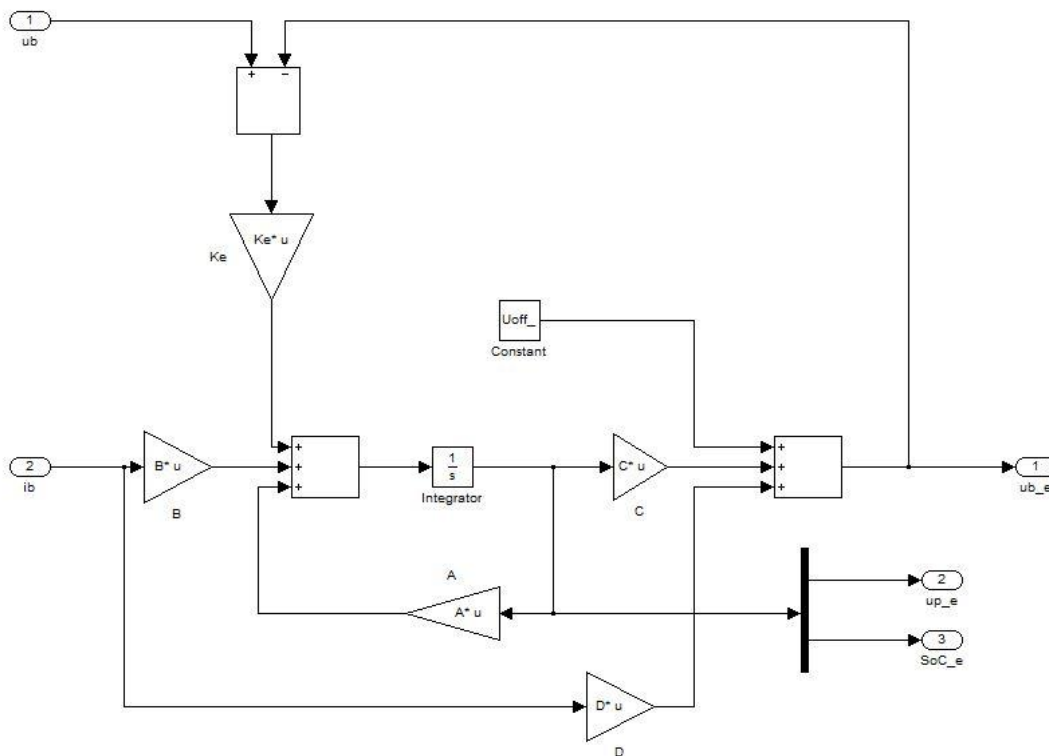 1
ub
+ −
Ke* u
Ke
Uoff_
Constant
2
ib
B* u
B
+
+
+
1
s
Integrator
C* u
C
+
+
+
1
ub_e
A
A* u
2
up_e
3
SoC_e
D* u
D